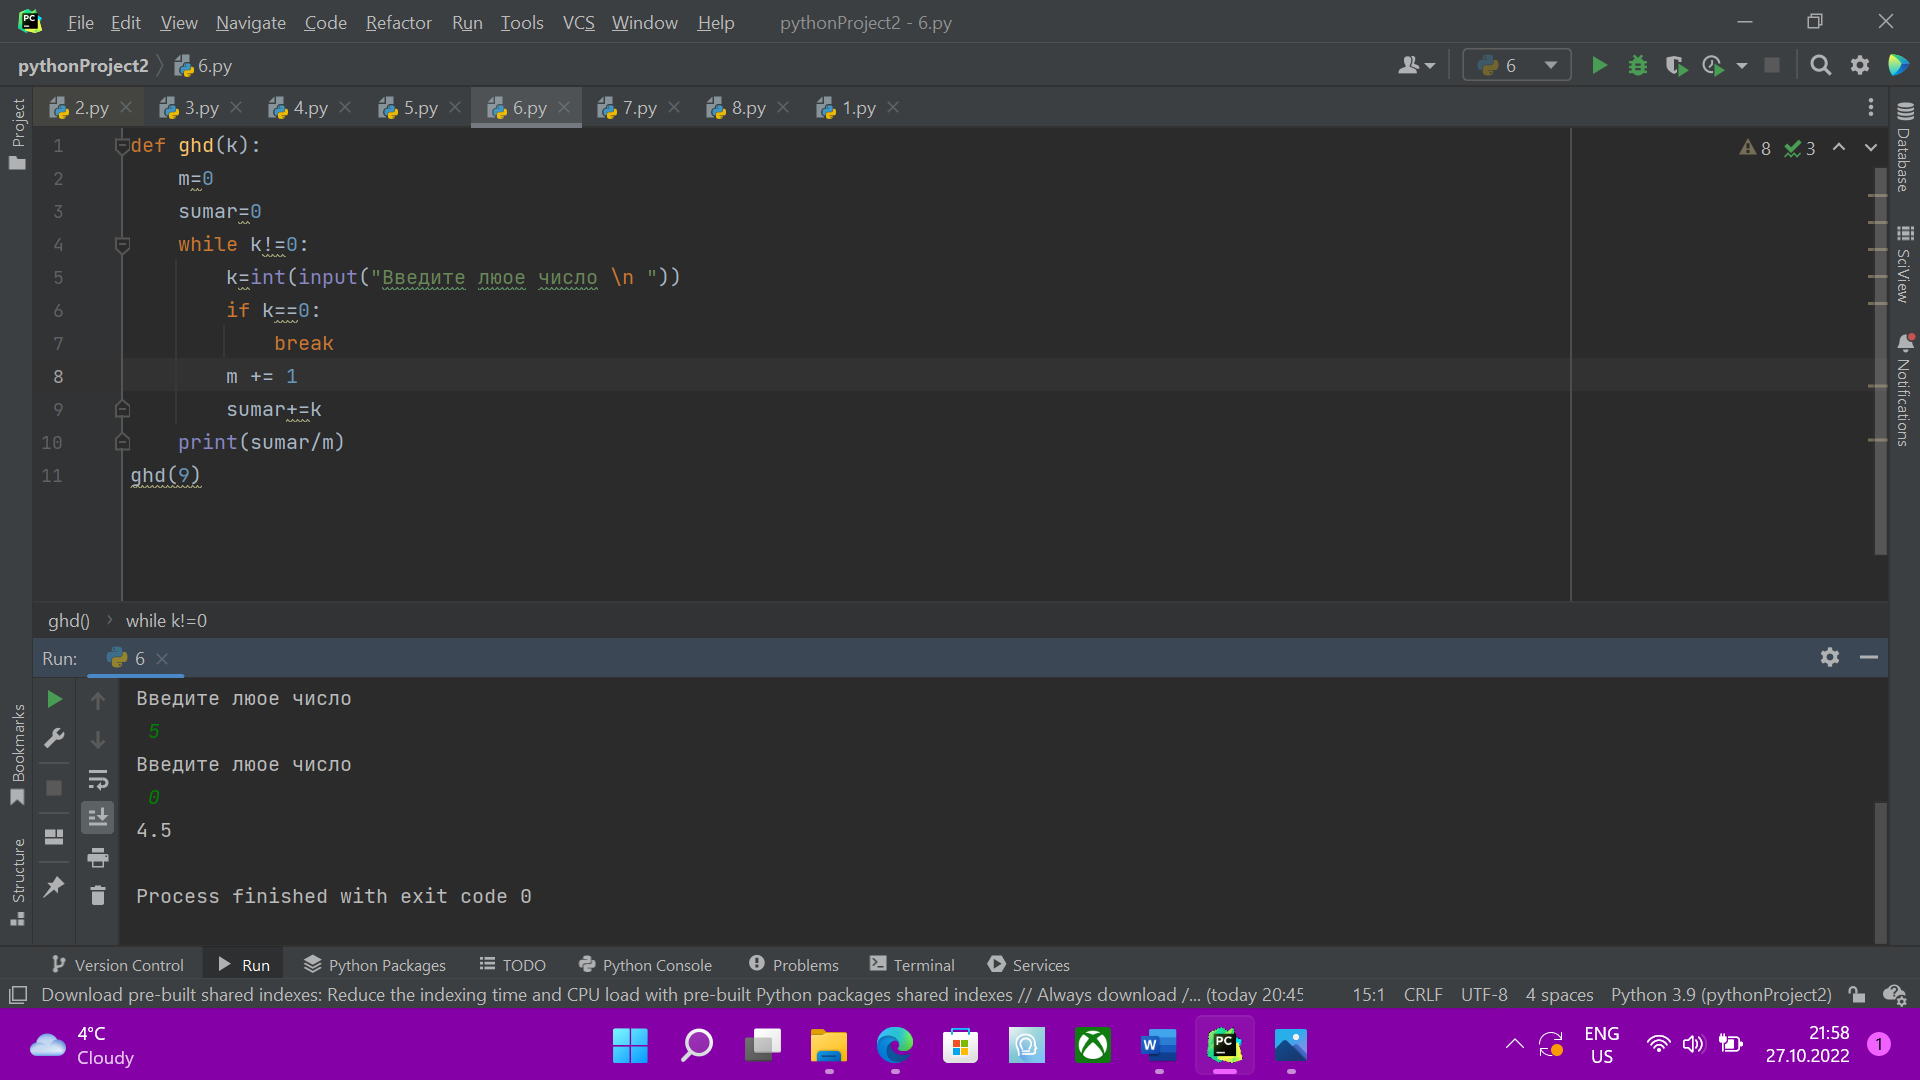 File Edit View Navigate Code Refactor Run Tools VCS Window Help pythonProject2 - 6.py
pythonProject2 6.py 6
2.py 3.py 4.py 5.py 6.py 7.py 8.py 1.py
1 def ghd(k):
2 m=0
3 sumar=0
4 while k!=0:
5 k=int(input("Введите люое число \n "))
6 if k==0:
7 break
8 m += 1
9 sumar+=k
10 print(sumar/m)
11 ghd(9)
8 3
Project
Bookmarks
Structure
Database
SciView
Notifications
ghd() › while k!=0
Run: 6
Введите люое число
5
Введите люое число
0
4.5
Process finished with exit code 0
Version Control Run Python Packages TODO Python Console Problems Terminal Services
Download pre-built shared indexes: Reduce the indexing time and CPU load with pre-built Python packages shared indexes // Always download /... (today 20:45 15:1 CRLF UTF-8 4 spaces Python 3.9 (pythonProject2)
4°C
Cloudy
PC
W
ENG
US
21:58
27.10.2022
1